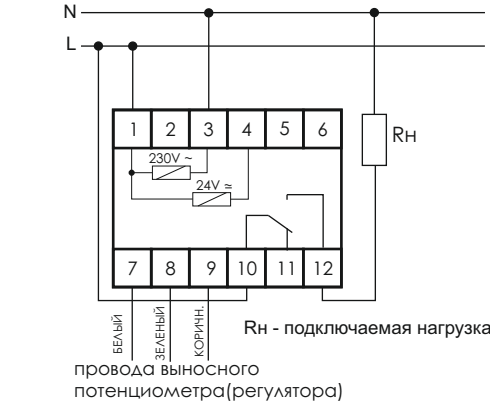 N
L
1 2 3 4 5 6
Rн
230V ~
24V ≃
7 8 9 10 11 12
БЕЛЫЙ
ЗЕЛЕНЫЙ
КОРИЧН.
Rн - подключаемая нагрузка
провода выносного
потенциометра(регулятора)